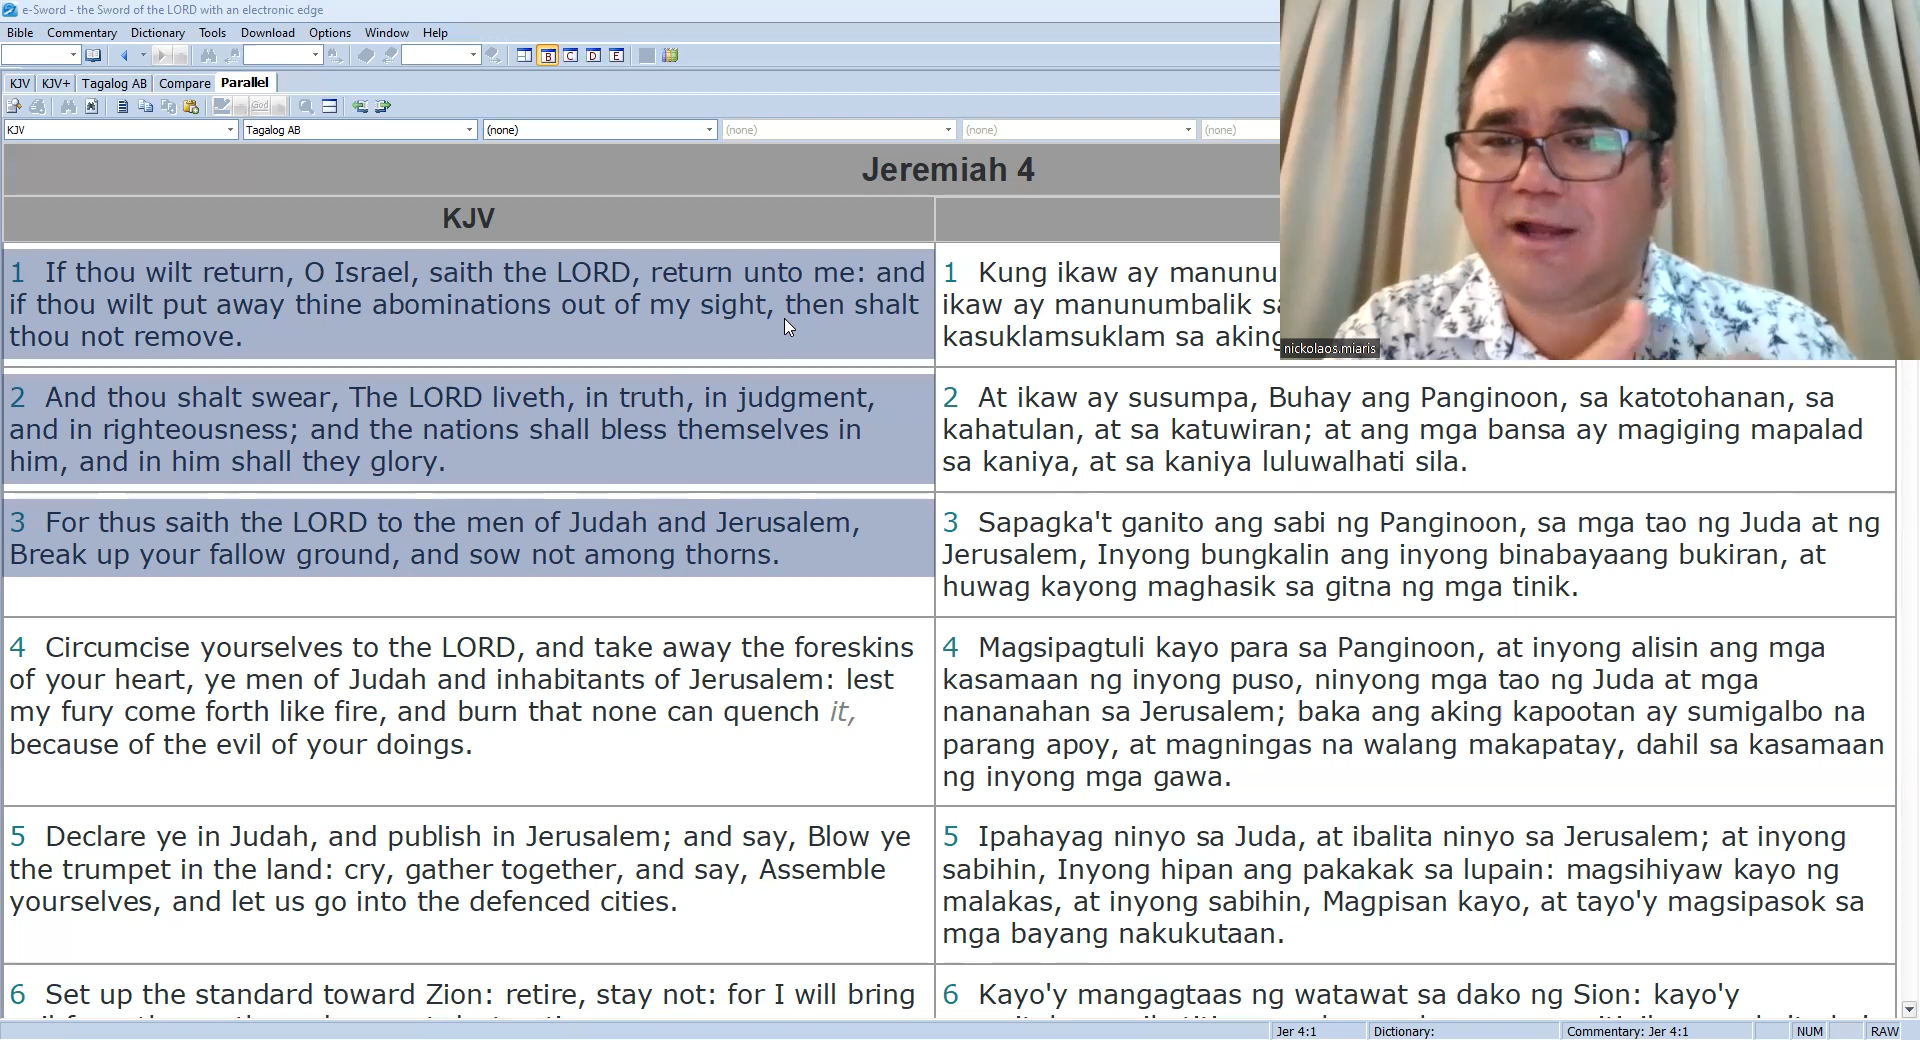 e-Sword - the Sword of the LORD with an electronic edge
Bible Commentary Dictionary Tools Download Options Window Help
B C D E
KJV KJV+ Tagalog AB Compare Parallel
God
KJV Tagalog AB (none) (none) (none) (none)
Jeremiah 4
KJV
1 If thou wilt return, O Israel, saith the LORD, return unto me: and
if thou wilt put away thine abominations out of my sight, then shalt
thou not remove.
1 Kung ikaw ay manunu
ikaw ay manunumbalik sa
kasuklamsuklam sa aking
nickolaos.miaris
2 And thou shalt swear, The LORD liveth, in truth, in judgment,
and in righteousness; and the nations shall bless themselves in
him, and in him shall they glory.
2 At ikaw ay susumpa, Buhay ang Panginoon, sa katotohanan, sa
kahatulan, at sa katuwiran; at ang mga bansa ay magiging mapalad
sa kaniya, at sa kaniya luluwalhati sila.
3 For thus saith the LORD to the men of Judah and Jerusalem,
Break up your fallow ground, and sow not among thorns.
3 Sapagka't ganito ang sabi ng Panginoon, sa mga tao ng Juda at ng
Jerusalem, Inyong bungkalin ang inyong binabayaang bukiran, at
huwag kayong maghasik sa gitna ng mga tinik.
4 Circumcise yourselves to the LORD, and take away the foreskins
of your heart, ye men of Judah and inhabitants of Jerusalem: lest
my fury come forth like fire, and burn that none can quench it,
because of the evil of your doings.
4 Magsipagtuli kayo para sa Panginoon, at inyong alisin ang mga
kasamaan ng inyong puso, ninyong mga tao ng Juda at mga
nananahan sa Jerusalem; baka ang aking kapootan ay sumigalbo na
parang apoy, at magningas na walang makapatay, dahil sa kasamaan
ng inyong mga gawa.
5 Declare ye in Judah, and publish in Jerusalem; and say, Blow ye
the trumpet in the land: cry, gather together, and say, Assemble
yourselves, and let us go into the defenced cities.
5 Ipahayag ninyo sa Juda, at ibalita ninyo sa Jerusalem; at inyong
sabihin, Inyong hipan ang pakakak sa lupain: magsihiyaw kayo ng
malakas, at inyong sabihin, Magpisan kayo, at tayo'y magsipasok sa
mga bayang nakukutaan.
6 Set up the standard toward Zion: retire, stay not: for I will bring
6 Kayo'y mangagtaas ng watawat sa dako ng Sion: kayo'y
Jer 4:1 Dictionary: Commentary: Jer 4:1 NUM RAW